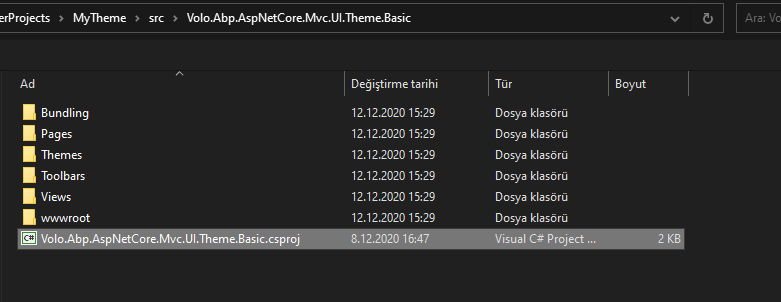 erProjects > MyTheme > src > Volo.Abp.AspNetCore.Mvc.UI.Theme.Basic Ara: Vo
Ad Değiştirme tarihi Tür Boyut
Bundling 12.12.2020 15:29 Dosya klasörü
Pages 12.12.2020 15:29 Dosya klasörü
Themes 12.12.2020 15:29 Dosya klasörü
Toolbars 12.12.2020 15:29 Dosya klasörü
Views 12.12.2020 15:29 Dosya klasörü
wwwroot 12.12.2020 15:29 Dosya klasörü
C# Volo.Abp.AspNetCore.Mvc.UI.Theme.Basic.csproj 8.12.2020 16:47 Visual C# Project ... 2 KB